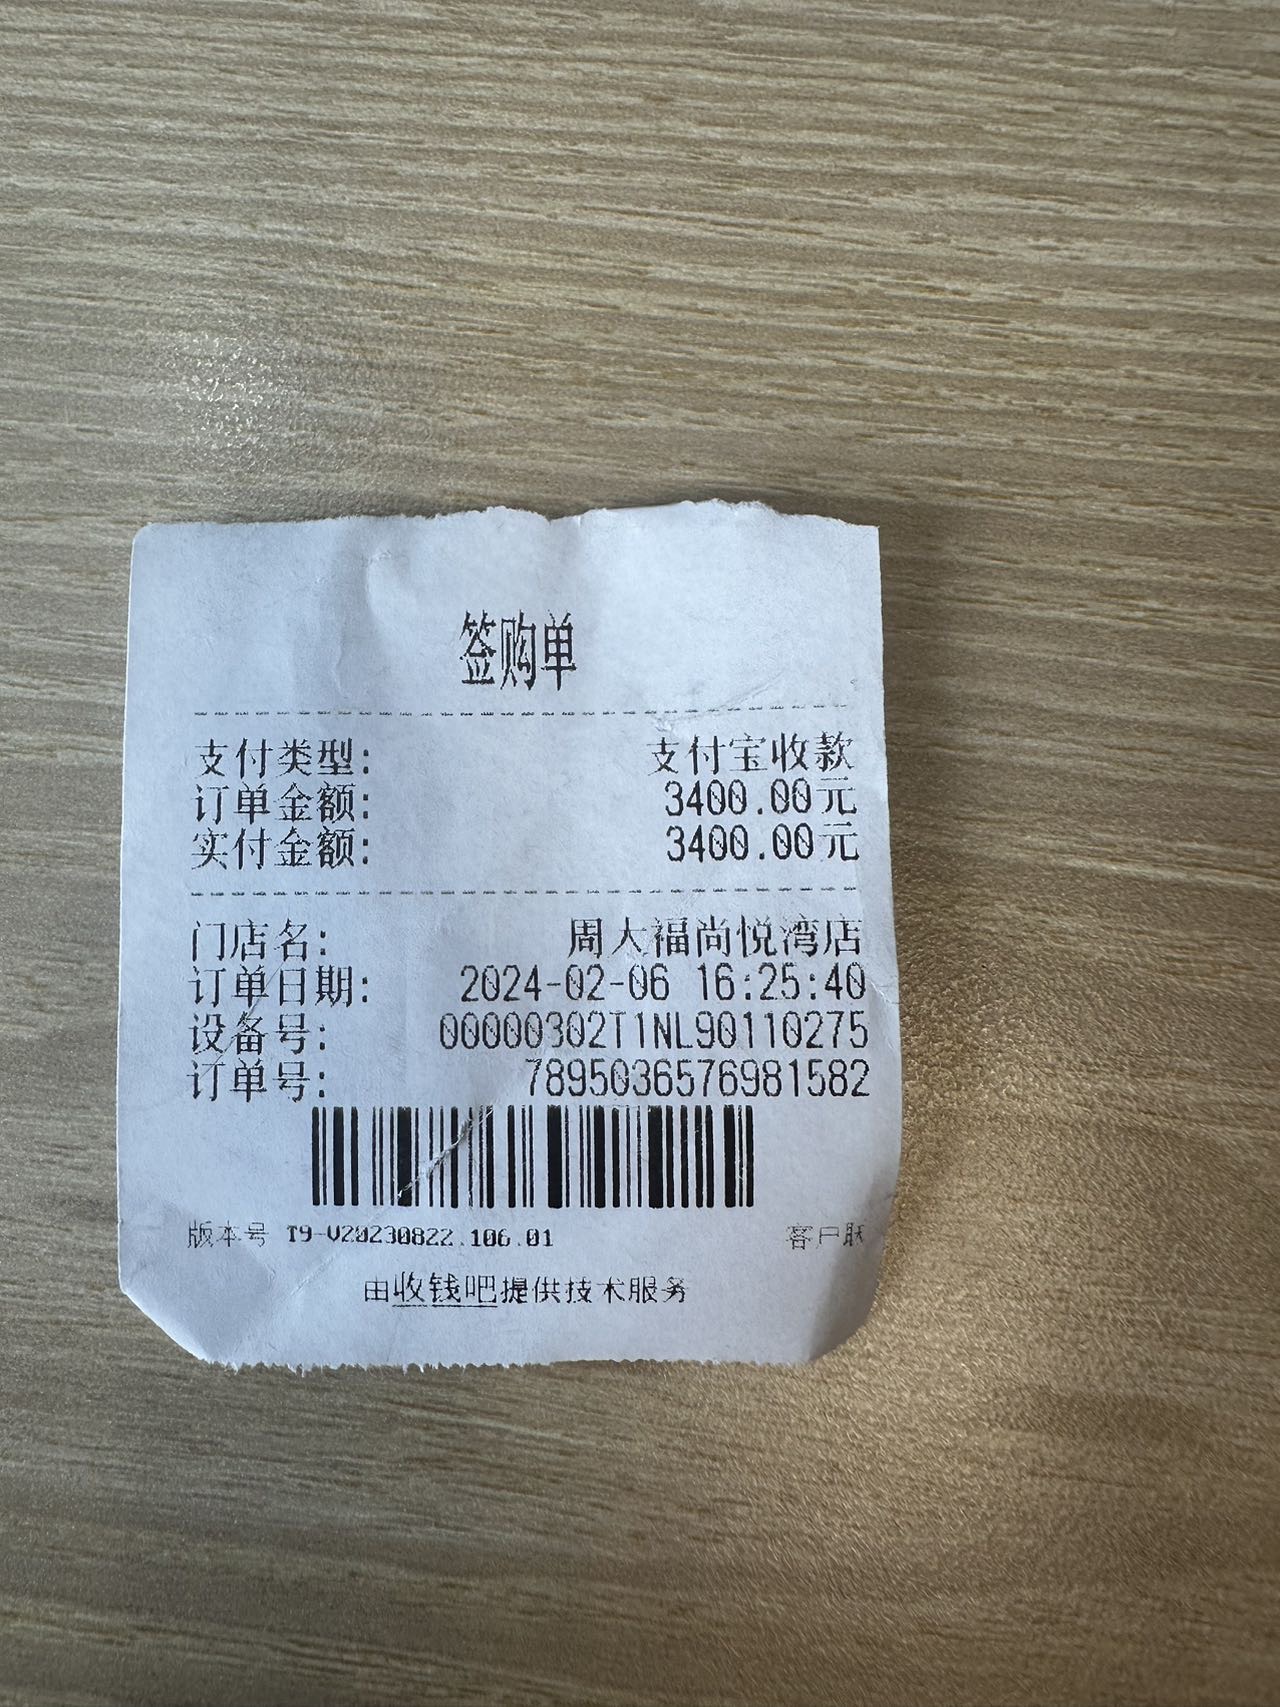 签购单
支付类型: 支付宝收款
订单金额: 3400.00元
实付金额: 3400.00元
门店名: 周大福尚悦湾店
订单日期: 2024-02-06 16:25:40
设备号: 00000302T1NL90110275
订单号: 7895036576981582
版本号 T9-V20230822.106.01 客户联
由收钱吧提供技术服务